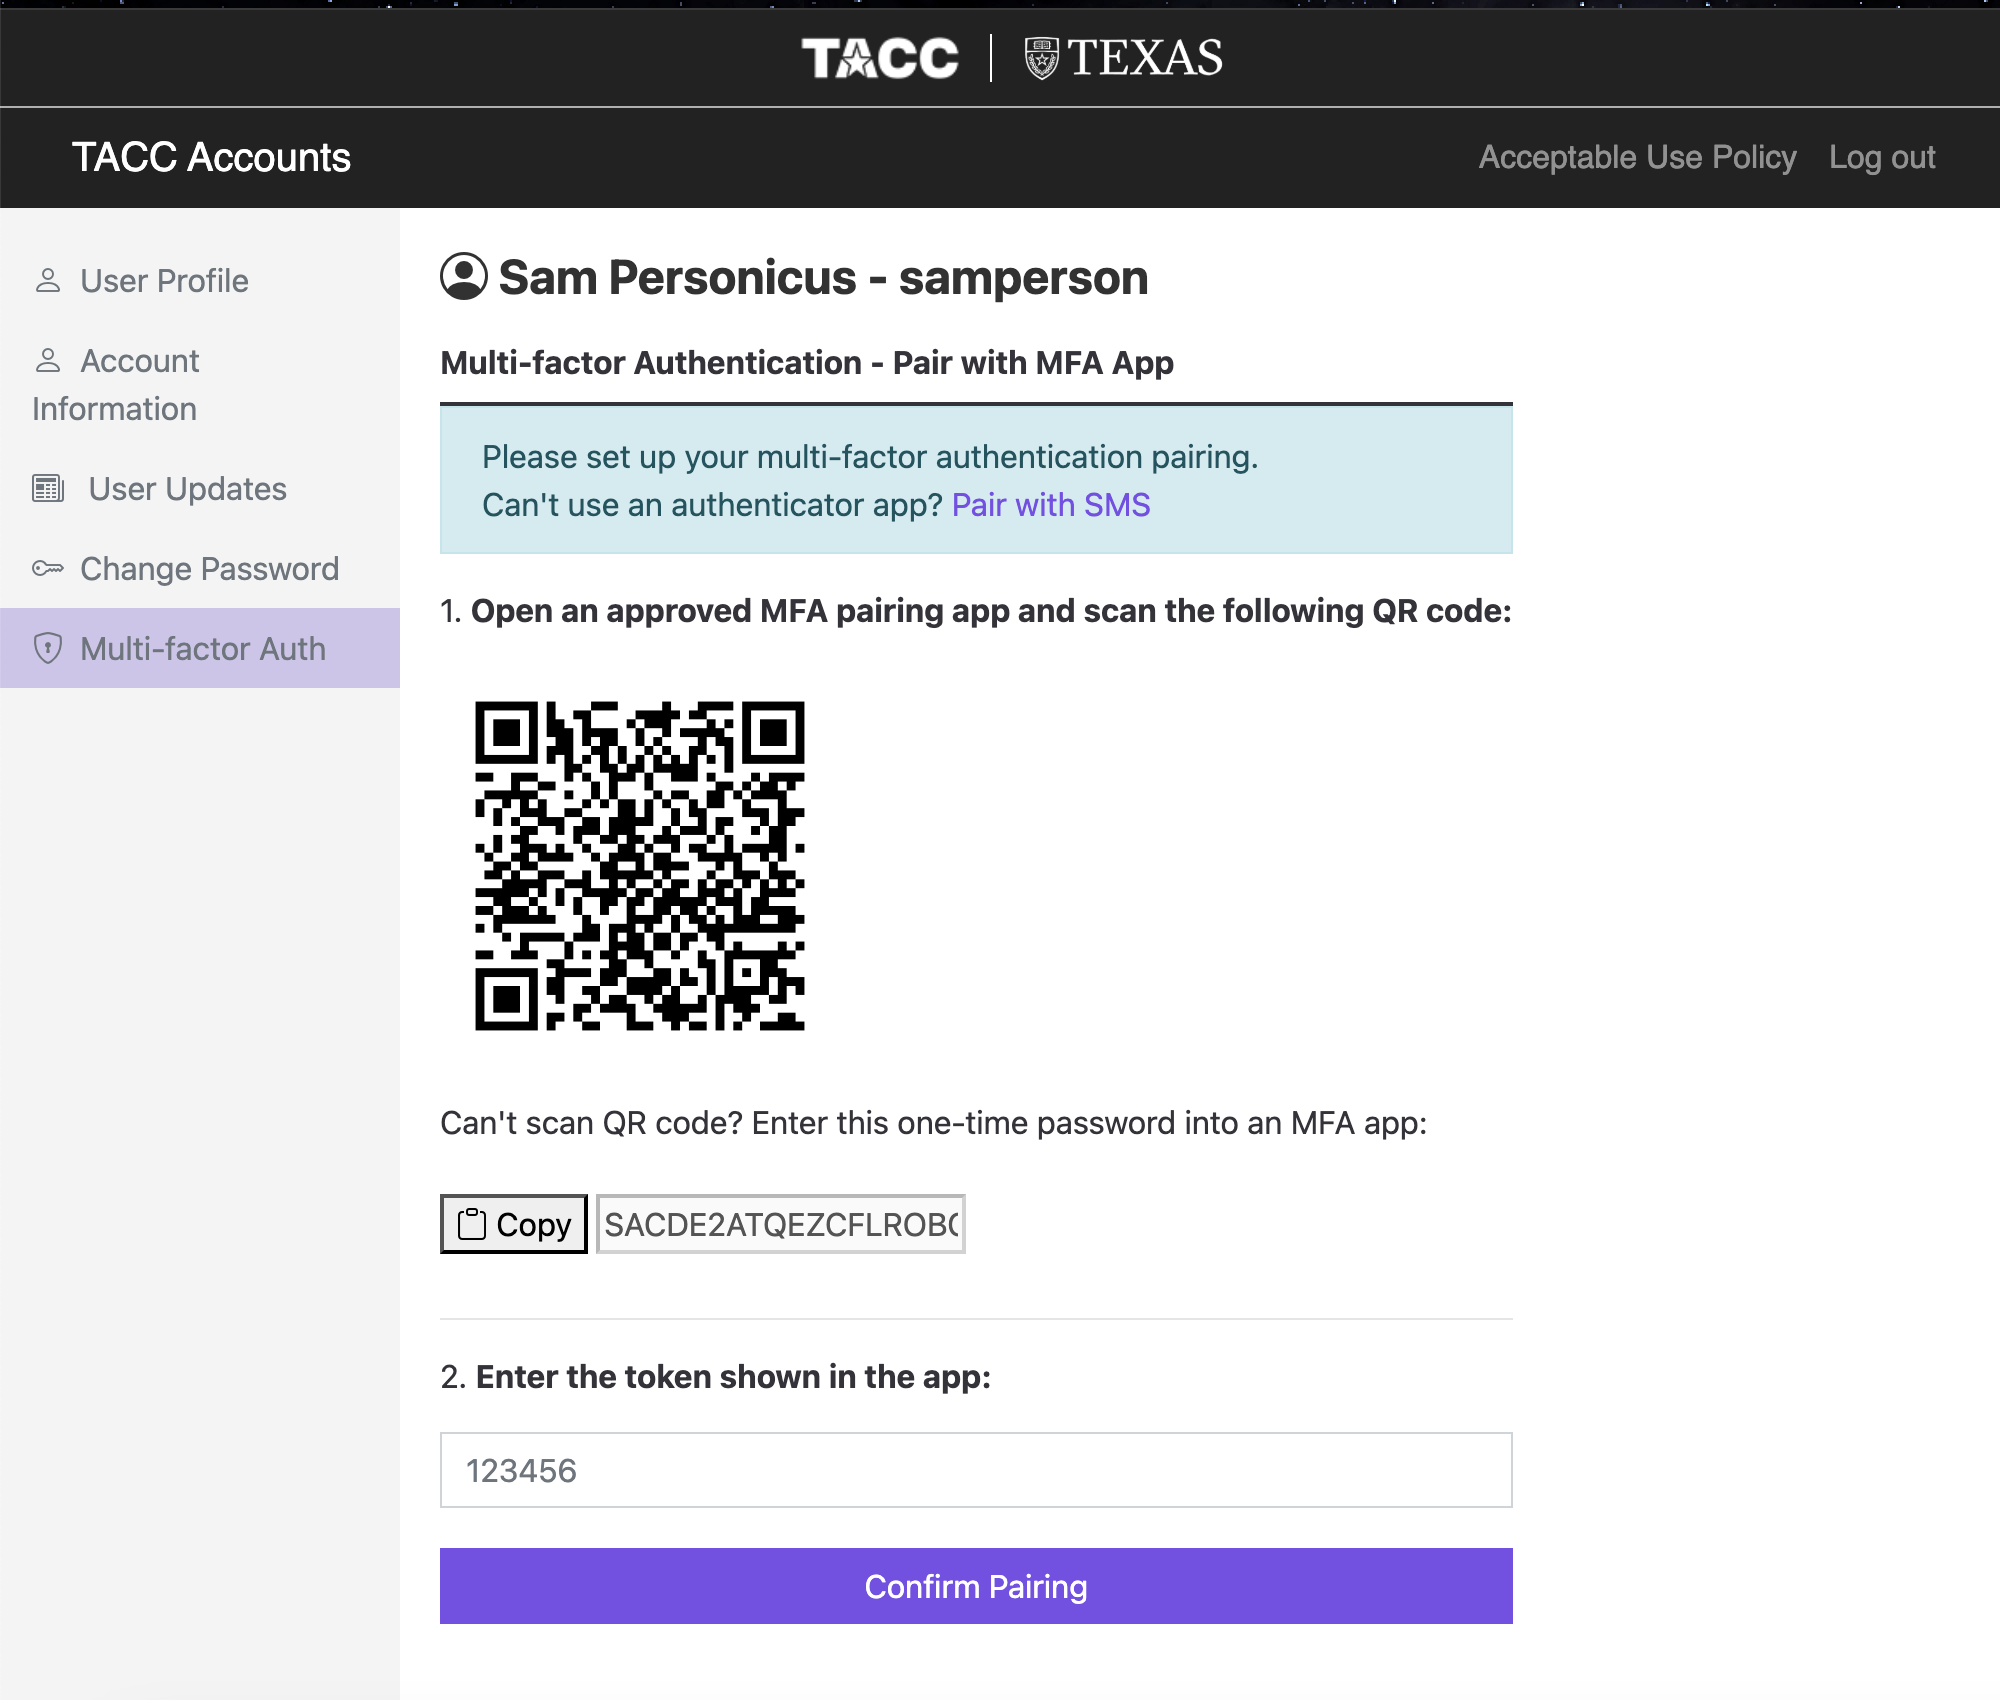 TACC TEXAS
TACC Accounts Acceptable Use Policy Log out
User Profile
Account
Information
User Updates
Change Password
Multi-factor Auth
Sam Personicus - samperson
Multi-factor Authentication - Pair with MFA App
Please set up your multi-factor authentication pairing.
Can't use an authenticator app? Pair with SMS
1. Open an approved MFA pairing app and scan the following QR code:
Can't scan QR code? Enter this one-time password into an MFA app:
Copy SACDE2ATQEZCFLROB
2. Enter the token shown in the app:
123456
Confirm Pairing